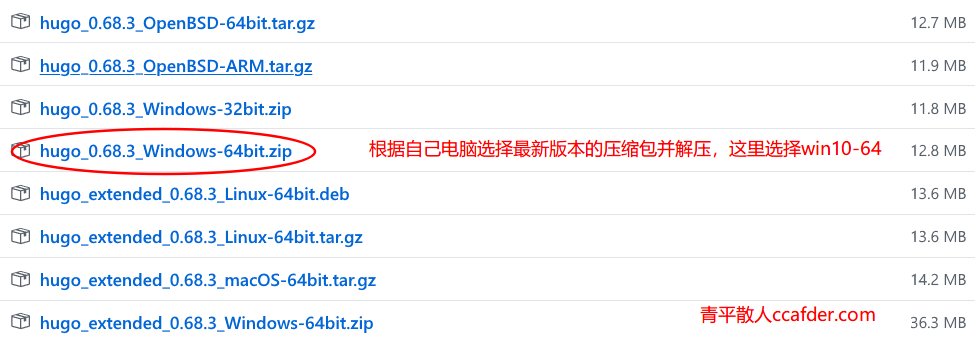 hugo_0.68.3_OpenBSD-64bit.tar.gz 12.7 MB
hugo_0.68.3_OpenBSD-ARM.tar.gz 11.9 MB
hugo_0.68.3_Windows-32bit.zip 11.8 MB
hugo_0.68.3_Windows-64bit.zip 根据自己电脑选择最新版本的压缩包并解压，这里选择win10-64 12.8 MB
hugo_extended_0.68.3_Linux-64bit.deb 13.6 MB
hugo_extended_0.68.3_Linux-64bit.tar.gz 13.6 MB
hugo_extended_0.68.3_macOS-64bit.tar.gz 14.2 MB
hugo_extended_0.68.3_Windows-64bit.zip 青平散人ccafder.com 36.3 MB